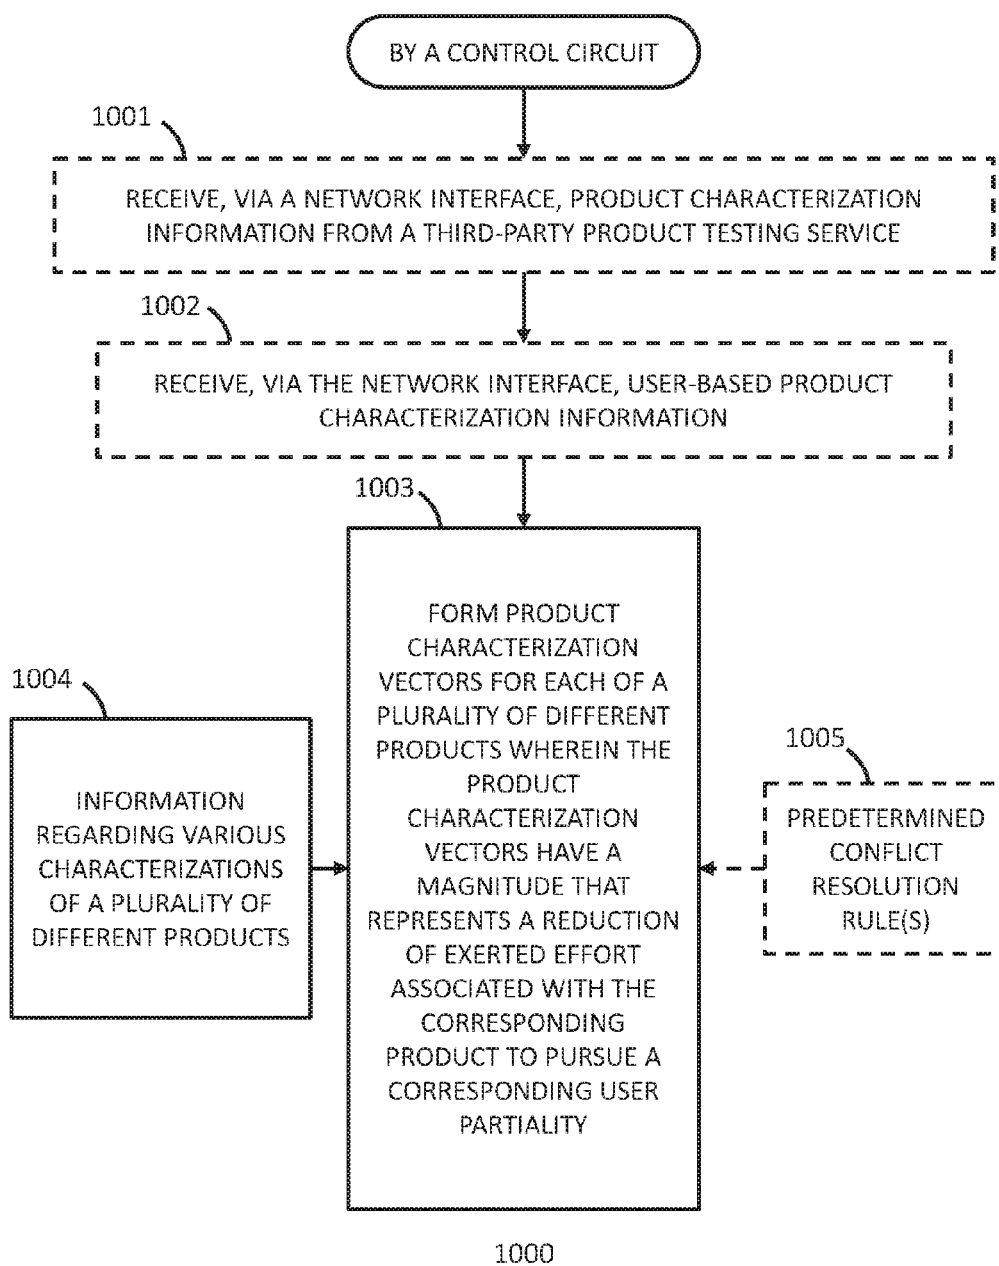 BY A CONTROL CIRCUIT
1001
RECEIVE, VIA A NETWORK INTERFACE, PRODUCT CHARACTERIZATION
INFORMATION FROM A THIRD-PARTY PRODUCT TESTING SERVICE
1002
RECEIVE, VIA THE NETWORK INTERFACE, USER-BASED PRODUCT
CHARACTERIZATION INFORMATION
1003
FORM PRODUCT
CHARACTERIZATION
VECTORS FOR EACH OF A
PLURALITY OF DIFFERENT
PRODUCTS WHEREIN THE
PRODUCT
CHARACTERIZATION
VECTORS HAVE A
MAGNITUDE THAT
REPRESENTS A REDUCTION
OF EXERTED EFFORT
ASSOCIATED WITH THE
CORRESPONDING
PRODUCT TO PURSUE A
CORRESPONDING USER
PARTIALITY
1004
INFORMATION
REGARDING VARIOUS
CHARACTERIZATIONS
OF A PLURALITY OF
DIFFERENT PRODUCTS
1005
PREDETERMINED
CONFLICT
RESOLUTION
RULE(S)
1000